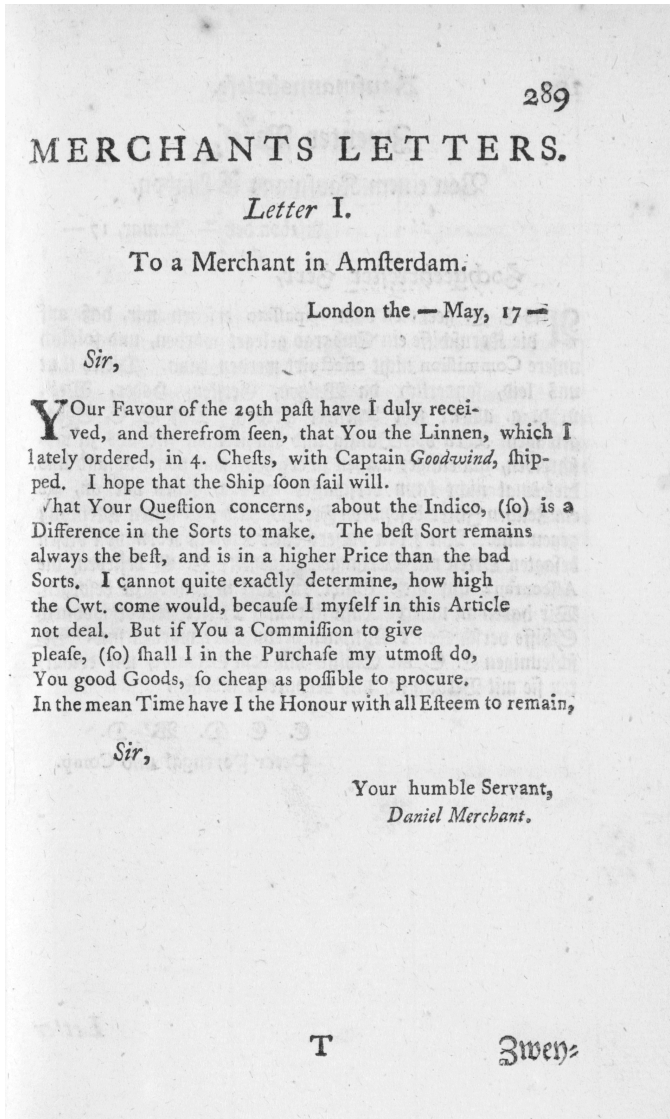 289
MERCHANTS LETTERS.
Letter I.
To a Merchant in Amſterdam.
London the — May, 17 —
Sir,
YOur Favour of the 29th paſt have I duly recei-
ved, and therefrom ſeen, that You the Linnen, which I
lately ordered, in 4. Cheſts, with Captain Goodwind, ſhip-
ped. I hope that the Ship ſoon ſail will.
hat Your Queſtion concerns, about the Indico, (ſo) is a
Difference in the Sorts to make. The beſt Sort remains
always the beſt, and is in a higher Price than the bad
Sorts. I cannot quite exactly determine, how high
the Cwt. come would, becauſe I myſelf in this Article
not deal. But if You a Commiſſion to give
pleaſe, (ſo) ſhall I in the Purchaſe my utmoſt do,
You good Goods, ſo cheap as poſſible to procure.
In the mean Time have I the Honour with all Eſteem to remain,
Sir,
Your humble Servant,
Daniel Merchant.
T Zwey⸗